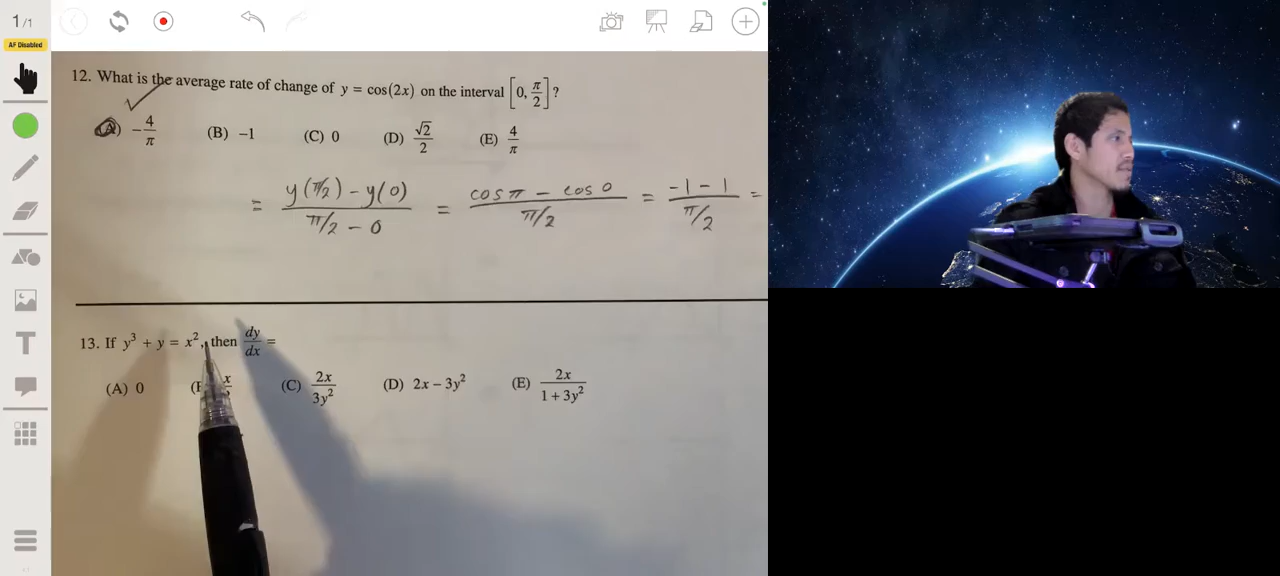 1/1
AF Disabled
12. What is the average rate of change of y = cos(2x) on the interval [0, π/2]?
(A) -4/π (B) -1 (C) 0 (D) √2/2 (E) 4/π
= y(π/2) - y(0) / π/2 - 0 = cos π - cos 0 / π/2 = -1 - 1 / π/2 =
13. If y³ + y = x², then dy/dx =
(A) 0 (C) 2x/3y² (D) 2x - 3y² (E) 2x/1 + 3y²
T